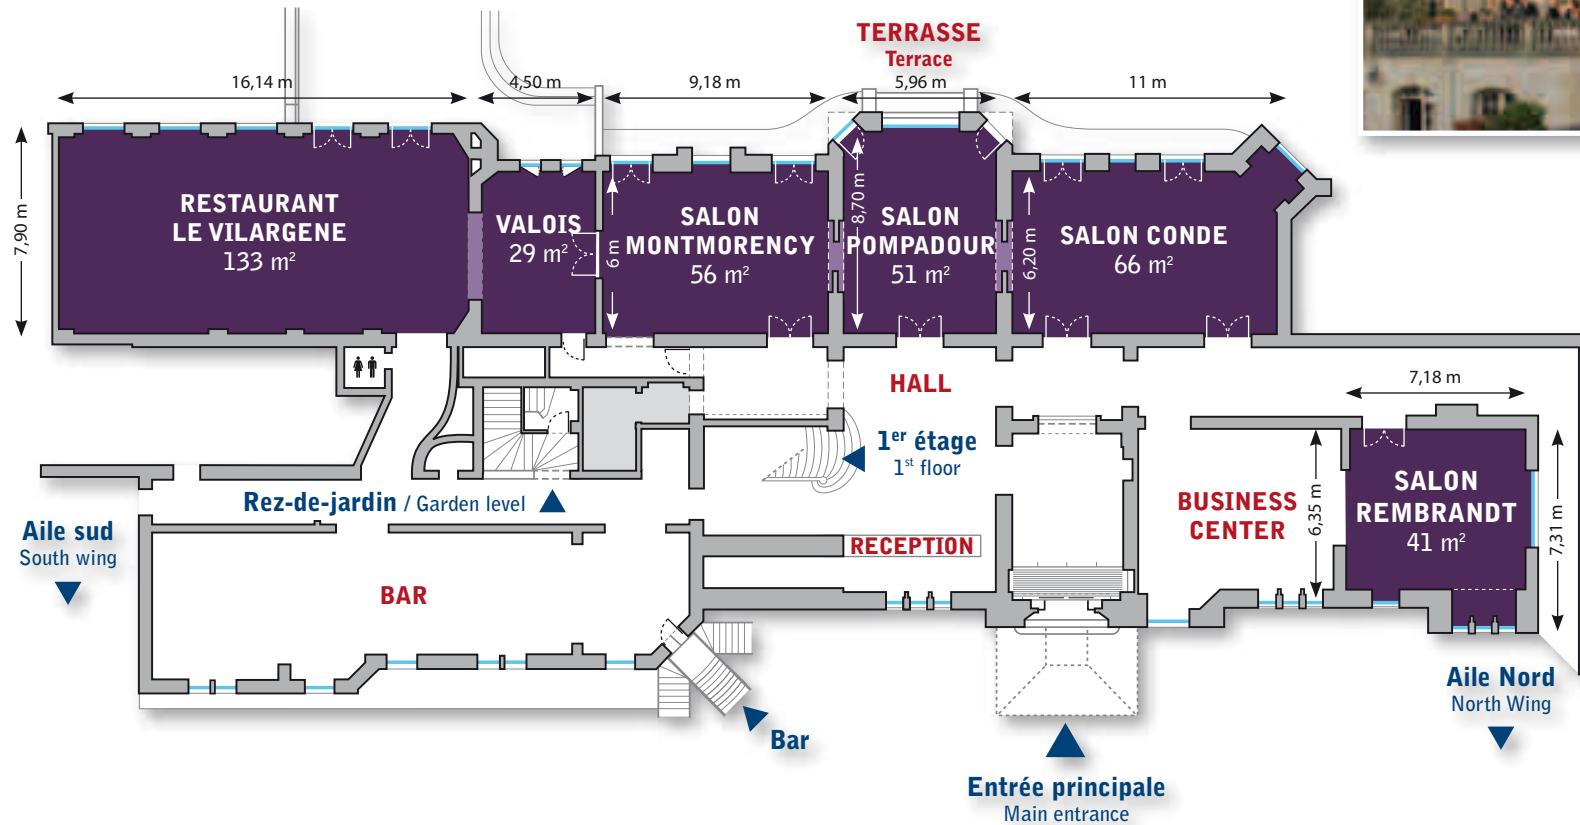 TERRASSE
Terrace
16,14 m
4,50 m
9,18 m
5,96 m
11 m
7,90 m
RESTAURANT
LE VILARGENE
133 m²
VALOIS
29 m²
6 m
SALON
MONTMORENCY
56 m²
8,70 m
SALON
POMPADOUR
51 m²
6,20 m
SALON CONDE
66 m²
HALL
7,18 m
1er étage
1st floor
Rez-de-jardin / Garden level
Aile sud
South wing
RECEPTION
BUSINESS
CENTER
6,35 m
SALON
REMBRANDT
41 m²
7,31 m
BAR
Bar
Aile Nord
North Wing
Entrée principale
Main entrance